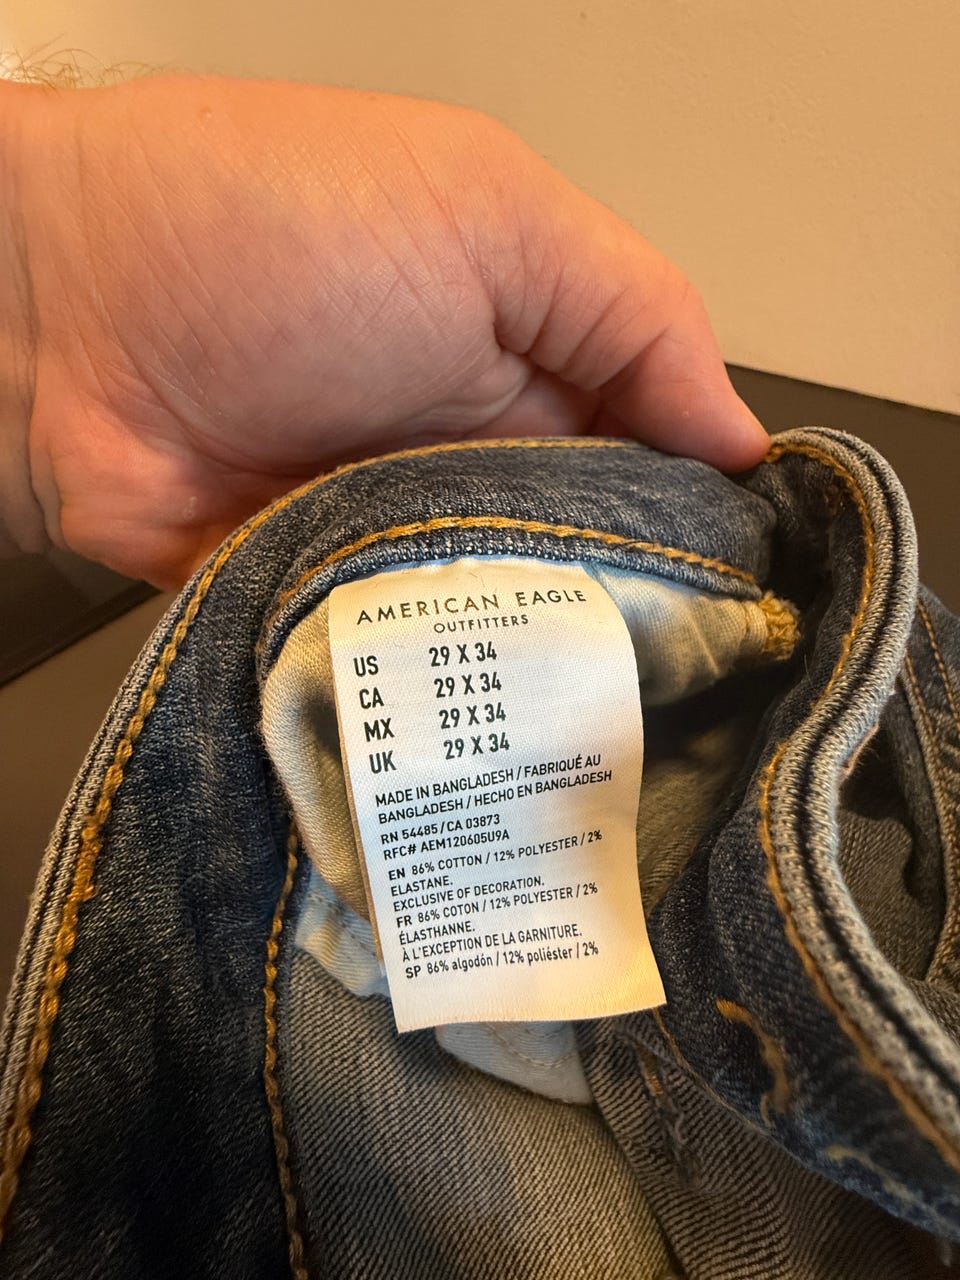 AMERICAN EAGLE
OUTFITTERS
US 29 X 34
CA 29 X 34
MX 29 X 34
UK 29 X 34
MADE IN BANGLADESH / FABRIQUÉ AU
BANGLADESH / HECHO EN BANGLADESH
RN 54485 / CA 03873
RFC# AEM120605U9A
EN 86% COTTON / 12% POLYESTER / 2%
ELASTANE.
EXCLUSIVE OF DECORATION.
FR 86% COTON / 12% POLYESTER / 2%
ÉLASTHANNE.
À L'EXCEPTION DE LA GARNITURE.
SP 86% algodón / 12% poliéster / 2%